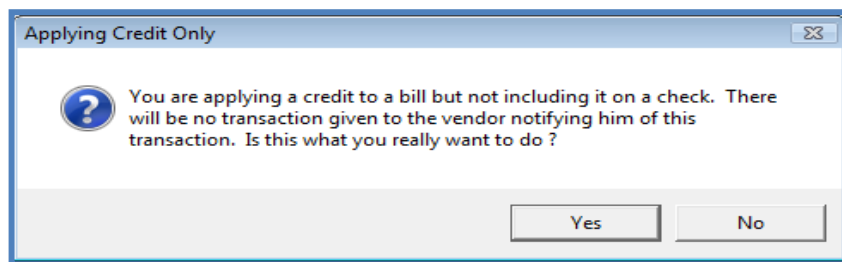 Applying Credit Only
You are applying a credit to a bill but not including it on a check.  There
will be no transaction given to the vendor notifying him of this
transaction.  Is this what you really want to do ?
Yes
No